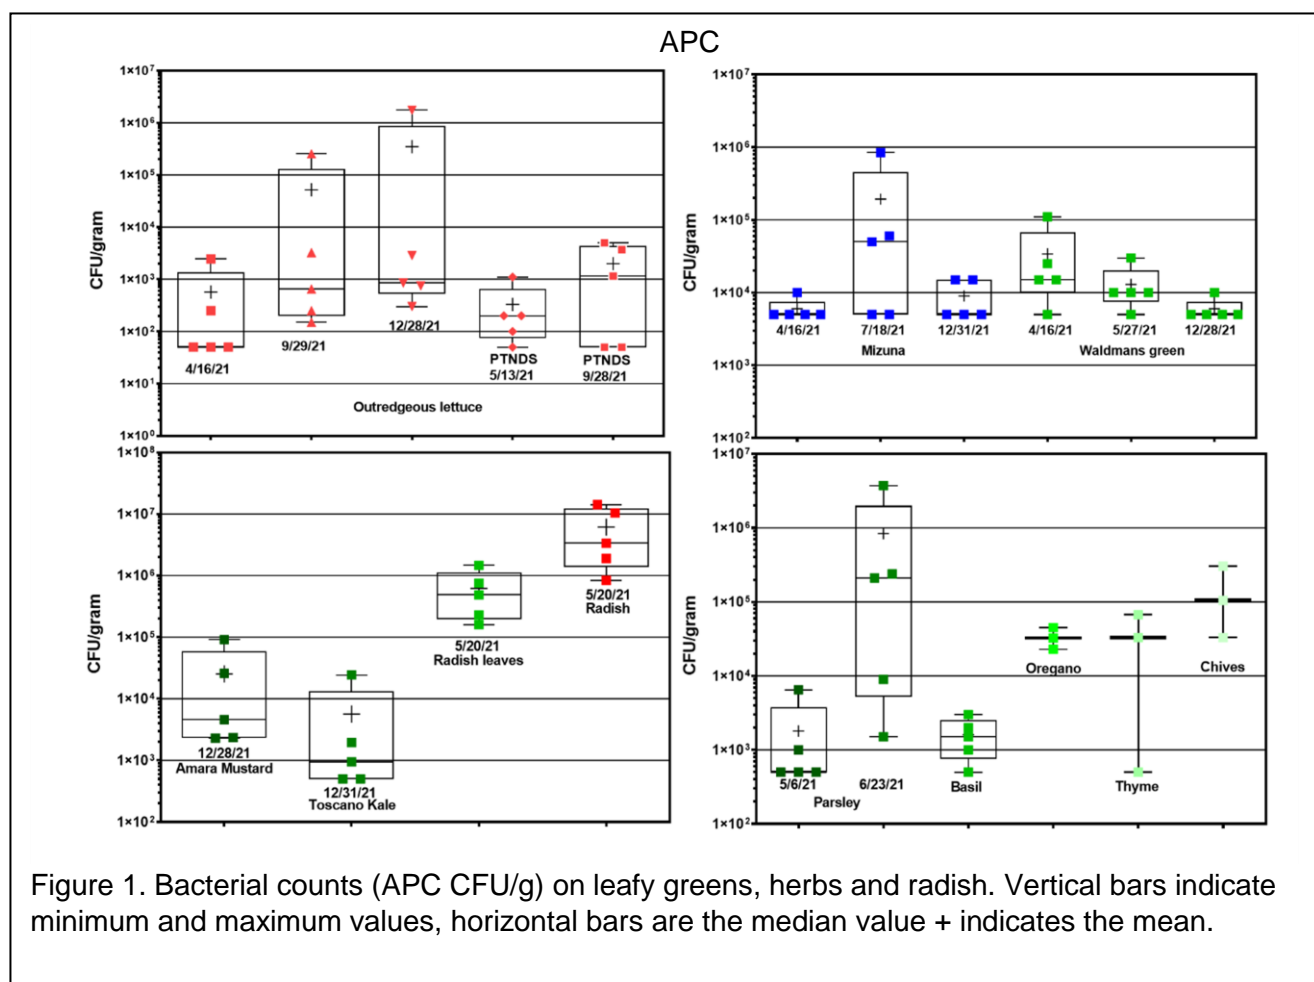 APC
1×10⁷
1×10⁶
1×10⁵
1×10⁴
1×10³
1×10²
1×10¹
1×10⁰
CFU/gram
4/16/21
9/29/21
12/28/21
PTNDS
5/13/21
PTNDS
9/28/21
Outredgeous lettuce
1×10⁷
1×10⁶
1×10⁵
1×10⁴
1×10³
1×10²
CFU/gram
4/16/21
7/18/21
12/31/21
4/16/21
5/27/21
12/28/21
Mizuna
Waldmans green
1×10⁸
1×10⁷
1×10⁶
1×10⁵
1×10⁴
1×10³
1×10²
CFU/gram
12/28/21
Amara Mustard
12/31/21
Toscano Kale
5/20/21
Radish leaves
5/20/21
Radish
1×10⁷
1×10⁶
1×10⁵
1×10⁴
1×10³
1×10²
CFU/gram
5/6/21
6/23/21
Parsley
Basil
Oregano
Thyme
Chives
Figure 1. Bacterial counts (APC CFU/g) on leafy greens, herbs and radish. Vertical bars indicate
minimum and maximum values, horizontal bars are the median value + indicates the mean.